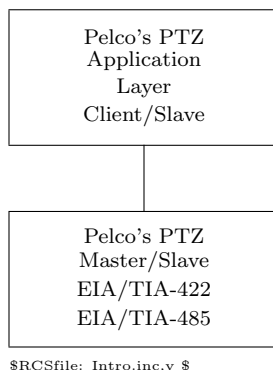 Pelco's PTZ
Application
Layer
Client/Slave
Pelco's PTZ
Master/Slave
EIA/TIA-422
EIA/TIA-485
$RCSfile: Intro.inc,v $